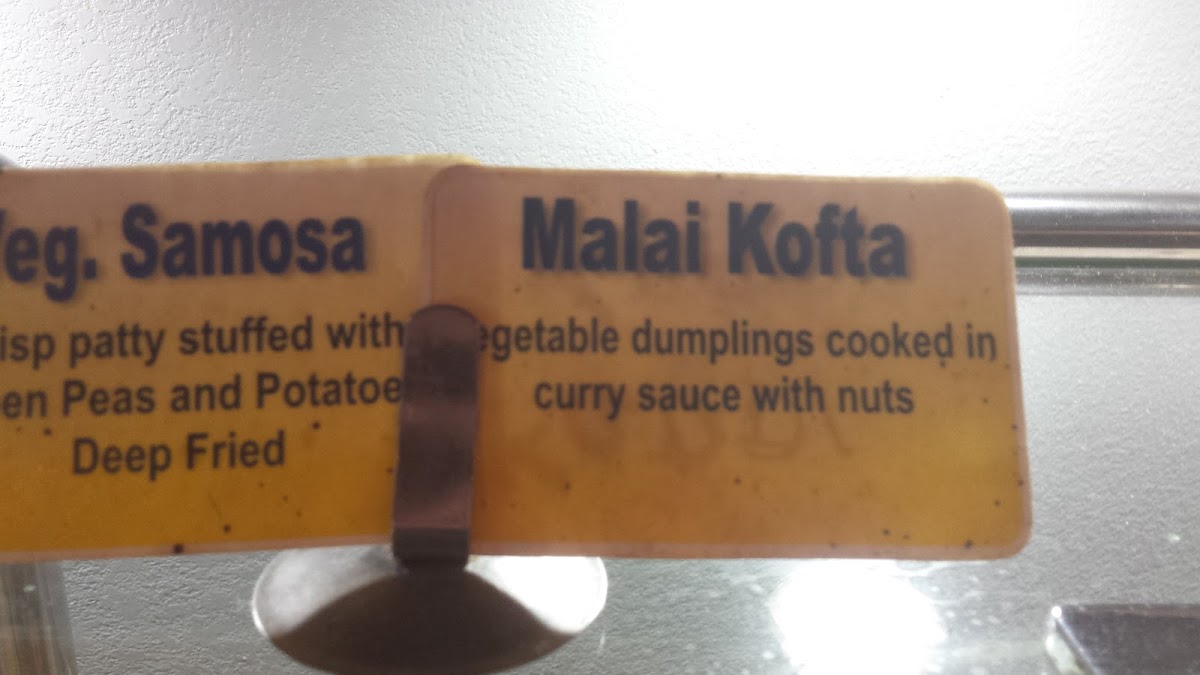 Veg. Samosa
isp patty stuffed with
en Peas and Potatoe
Deep Fried
Malai Kofta
egetable dumplings cooked in
curry sauce with nuts